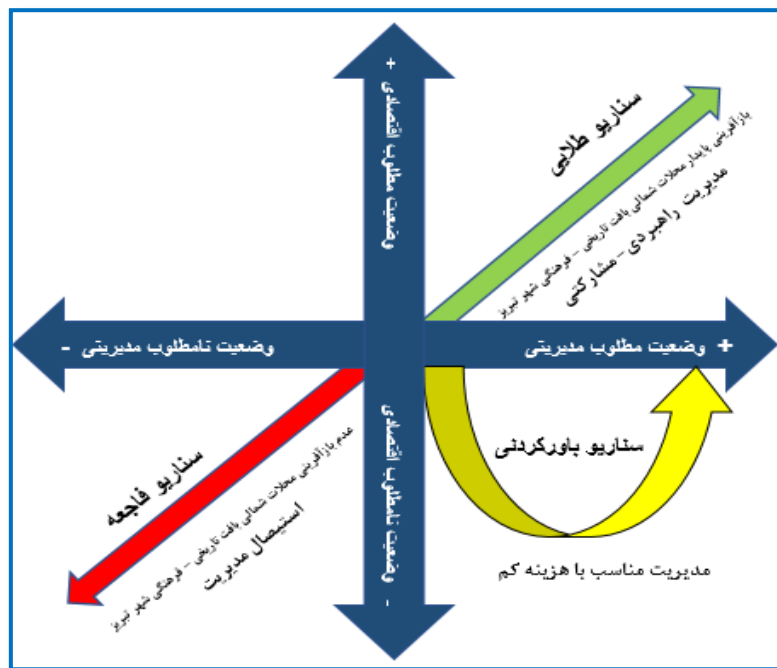 + وضعیت مطلوب اقتصادی
سناریو طلایی
بازآفرینی پایدار محلات شمالی بافت تاریخی – فرهنگی شهر تبریز
مدیریت راهبردی-مشارکتی
وضعیت نامطلوب مدیریتی -
وضعیت مطلوب مدیریتی +
وضعیت نامطلوب اقتصادی -
سناریو فاجعه
عدم بازآفرینی محلات شمالی بافت تاریخی – فرهنگی شهر تبریز
استیصال مدیریت
سناریو باورکردنی
مدیریت مناسب با هزینه کم